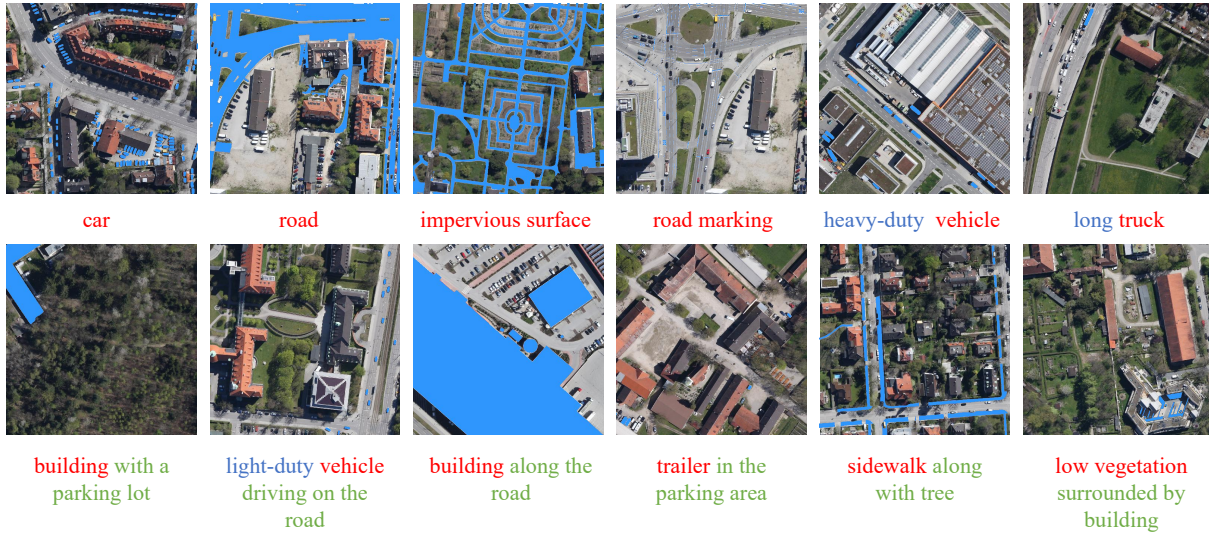 car
road
impervious surface
road marking
heavy-duty vehicle
long truck
building with a
parking lot
light-duty vehicle
driving on the
road
building along the
road
trailer in the
parking area
sidewalk along
with tree
low vegetation
surrounded by
building